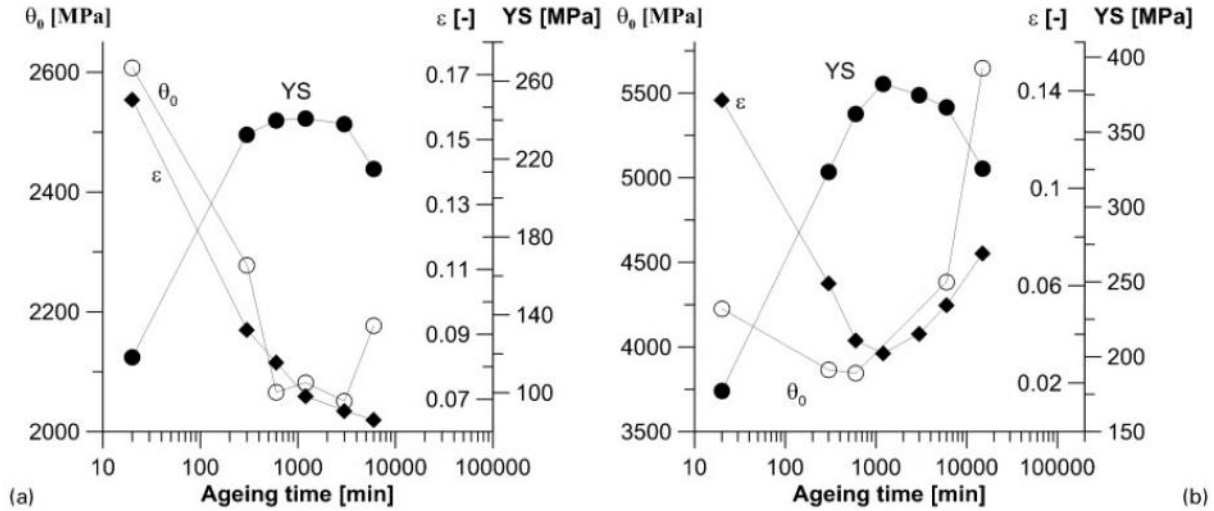 θ₀ [MPa]
ε [-] YS [MPa]
2600
2400
2200
2000
0.17
0.15
0.13
0.11
0.09
0.07
260
220
180
140
100
YS
θ₀
ε
10 100 1000 10000 100000
Ageing time [min]
(a)
θ₀ [MPa]
ε [-] YS [MPa]
5500
5000
4500
4000
3500
0.14
0.1
0.06
0.02
400
350
300
250
200
150
YS
ε
θ₀
10 100 1000 10000
Ageing time [min]
(b)